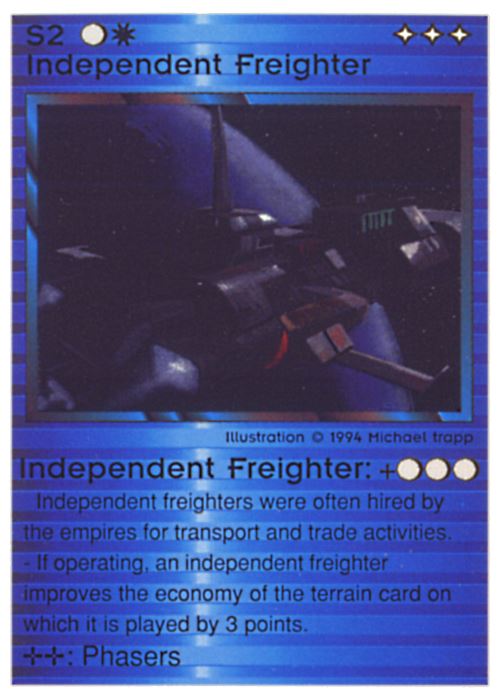 S2
Independent Freighter
Illustration © 1994 Michael trapp
Independent Freighter: +
Independent freighters were often hired by
the empires for transport and trade activities.
- If operating, an independent freighter
improves the economy of the terrain card on
which it is played by 3 points.
: Phasers